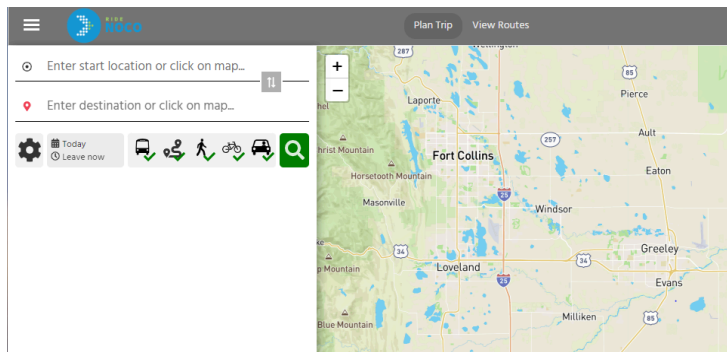 RIDE
NOCO
Plan Trip
View Routes
Enter start location or click on map...
Enter destination or click on map...
Today
Leave now
+
−
287
Wellington
85
Pierce
Laporte
Ault
257
Fort Collins
Eaton
Horsetooth Mountain
25
Masonville
Windsor
34
Greeley
34
Loveland
25
Evans
Milliken
85
Blue Mountain